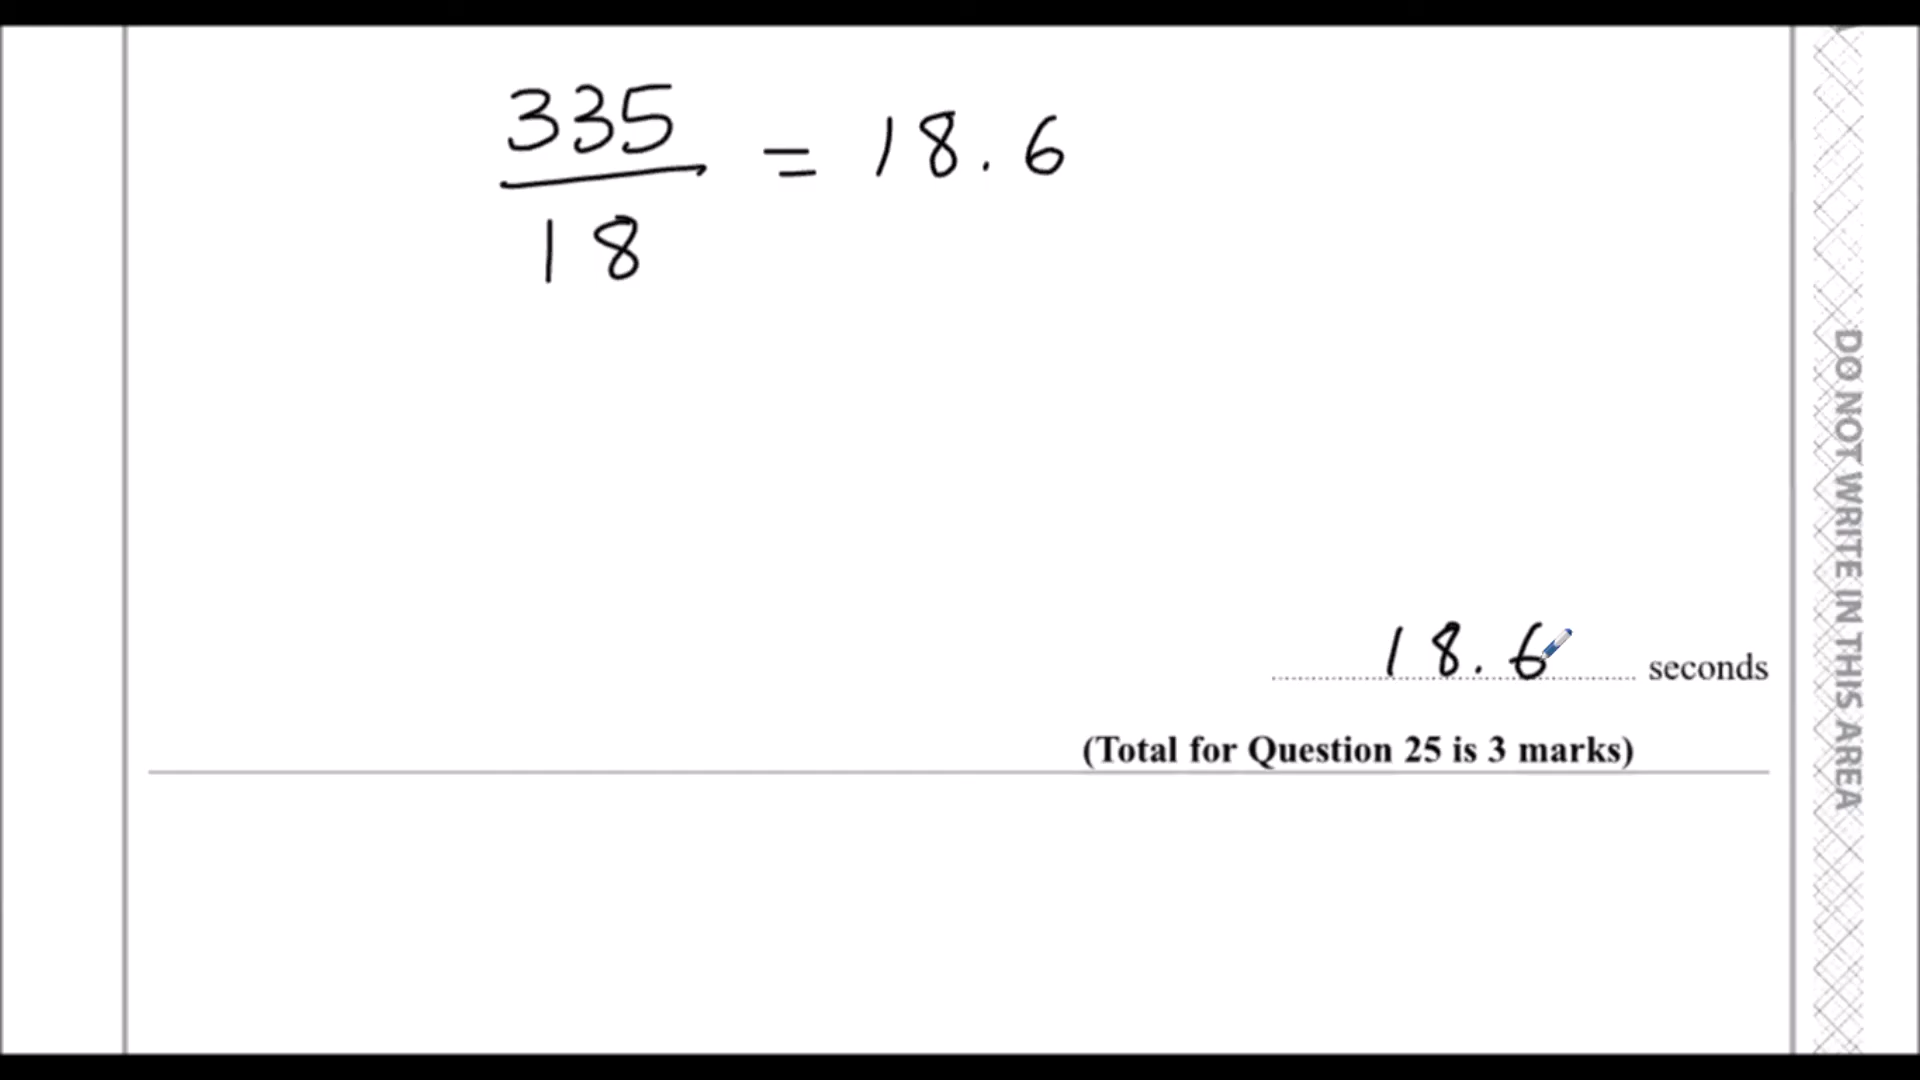 335
= 18.6
18
18.6 seconds
(Total for Question 25 is 3 marks)
DO NOT WRITE IN THIS AREA